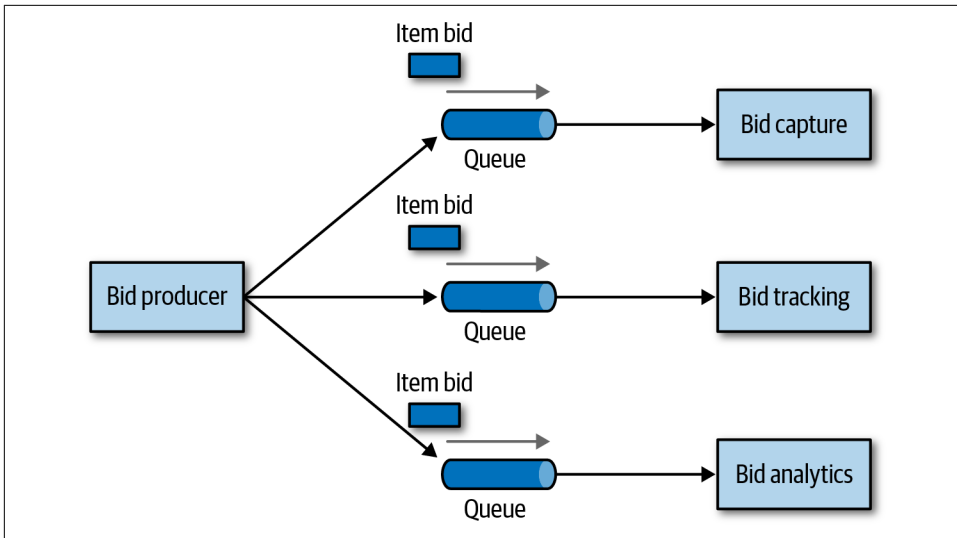 Item bid
Queue
Bid capture
Item bid
Bid producer
Queue
Bid tracking
Item bid
Queue
Bid analytics